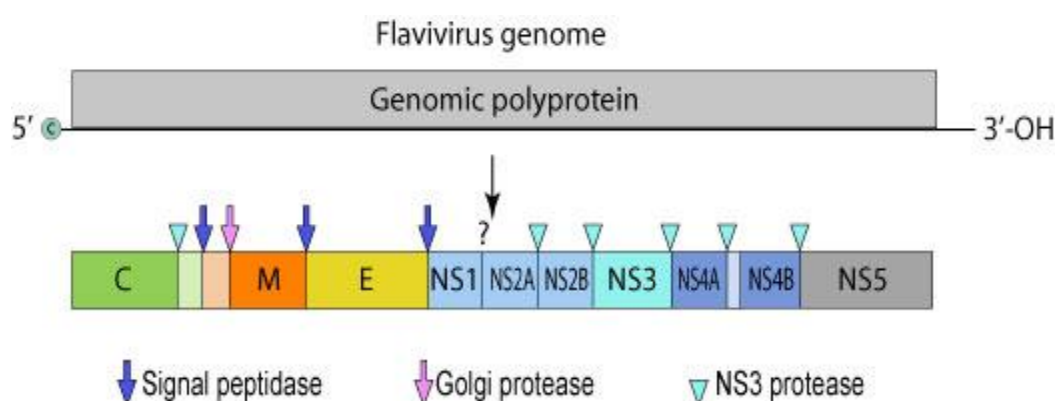 Flavivirus genome
Genomic polyprotein
5′ c 3′-OH
?
C M E NS1 NS2A NS2B NS3 NS4A NS4B NS5
Signal peptidase Golgi protease NS3 protease